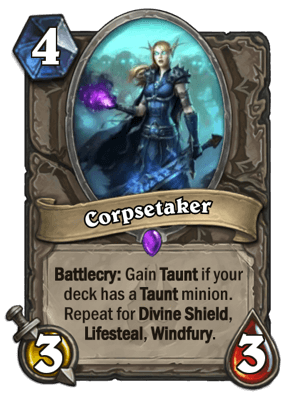 4
Corpsetaker
Battlecry: Gain Taunt if your
deck has a Taunt minion.
Repeat for Divine Shield,
Lifesteal, Windfury.
3
3